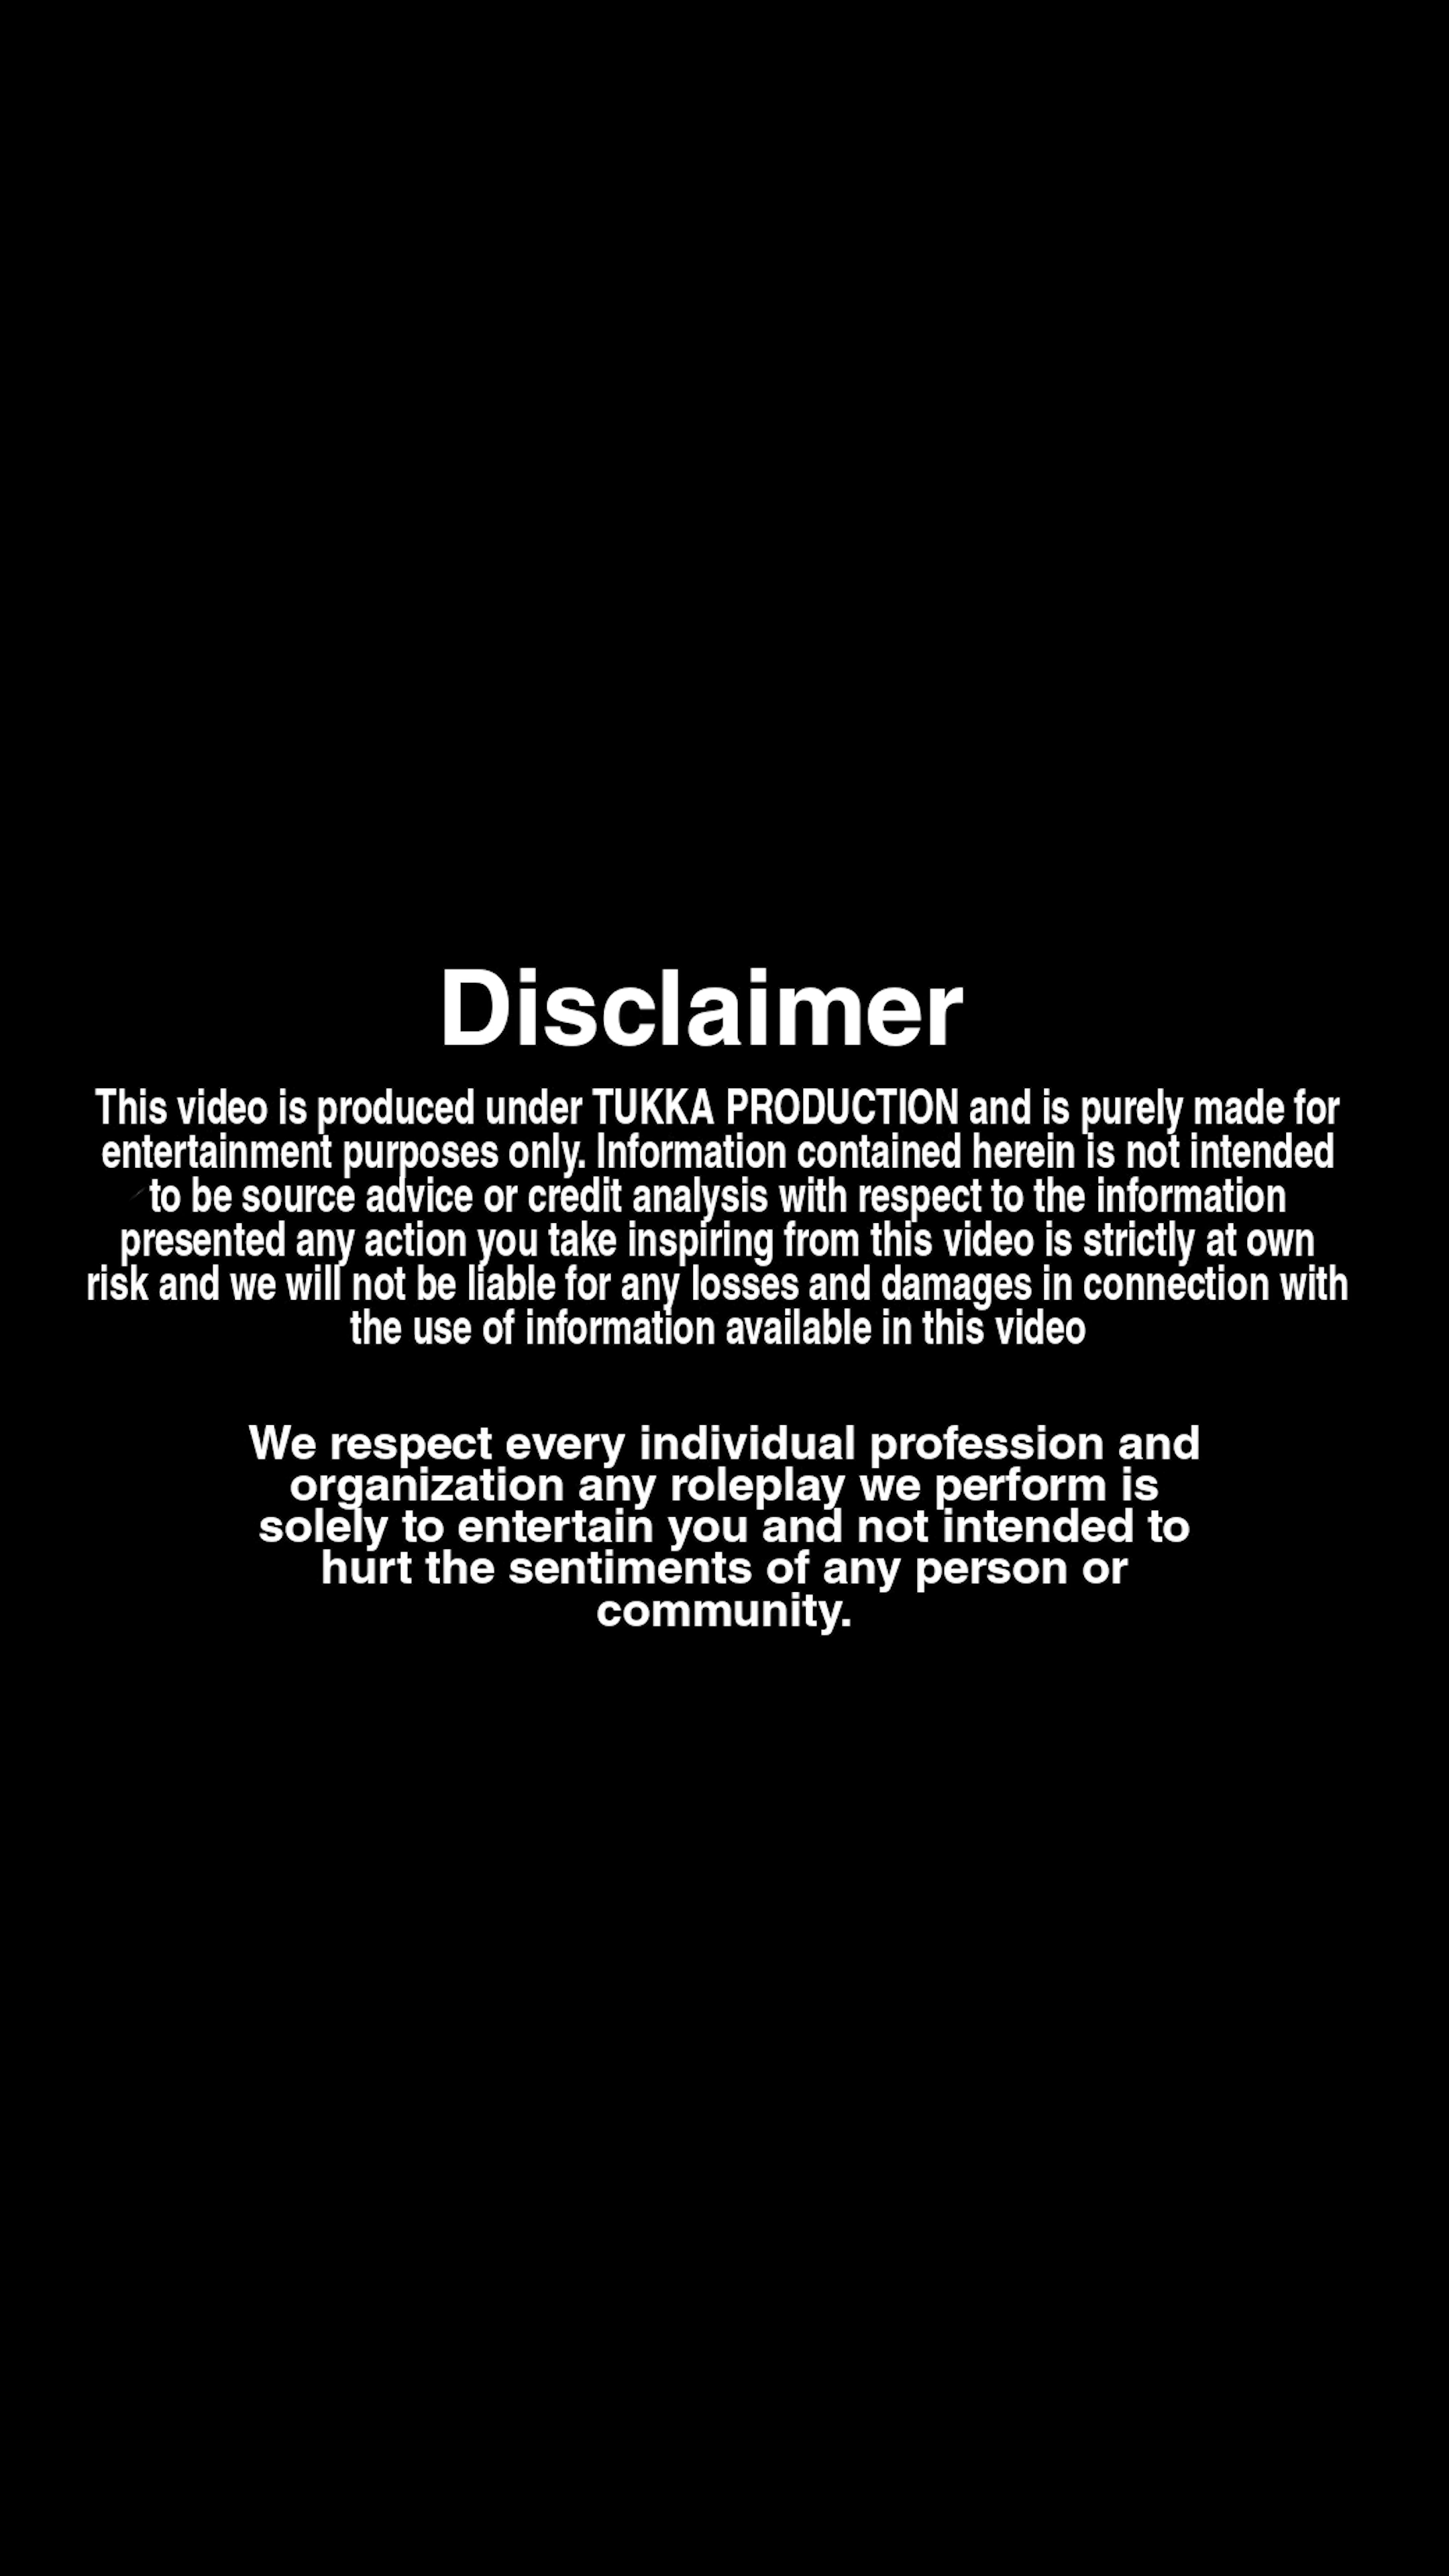 Disclaimer
This video is produced under TUKKA PRODUCTION and is purely made for
entertainment purposes only. Information contained herein is not intended
to be source advice or credit analysis with respect to the information
presented any action you take inspiring from this video is strictly at own
risk and we will not be liable for any losses and damages in connection with
the use of information available in this video
We respect every individual profession and
organization any roleplay we perform is
solely to entertain you and not intended to
hurt the sentiments of any person or
community.